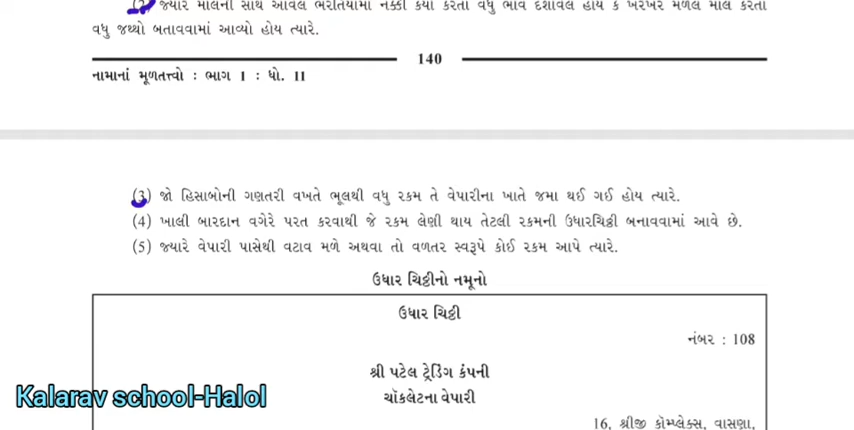 (2) જ્યારે માલની સાથે આવેલ ભરતિયામાં નક્કી કર્યા કરતાં વધુ ભાવ દર્શાવેલ હોય કે ખરેખર મળેલ માલ કરતાં
વધુ જથ્થો બતાવવામાં આવ્યો હોય ત્યારે.
140
નામાનાં મૂળતત્ત્વો : ભાગ I : ધો. II
(3) જો હિસાબોની ગણતરી વખતે ભૂલથી વધુ રકમ તે વેપારીના ખાતે જમા થઈ ગઈ હોય ત્યારે.
(4) ખાલી બારદાન વગેરે પરત કરવાથી જે રકમ લેણી થાય તેટલી રકમની ઉધારચિઠ્ઠી બનાવવામાં આવે છે.
(5) જ્યારે વેપારી પાસેથી વટાવ મળે અથવા તો વળતર સ્વરૂપે કોઈ રકમ આપે ત્યારે.
ઉધાર ચિઠ્ઠીનો નમૂનો
ઉધાર ચિઠ્ઠી
નંબર : 108
શ્રી પટેલ ટ્રેડિંગ કંપની
ચૉકલેટના વેપારી
16, શ્રીજી કૉમ્પ્લેક્સ, વાસણા,
Kalarav school-Halol